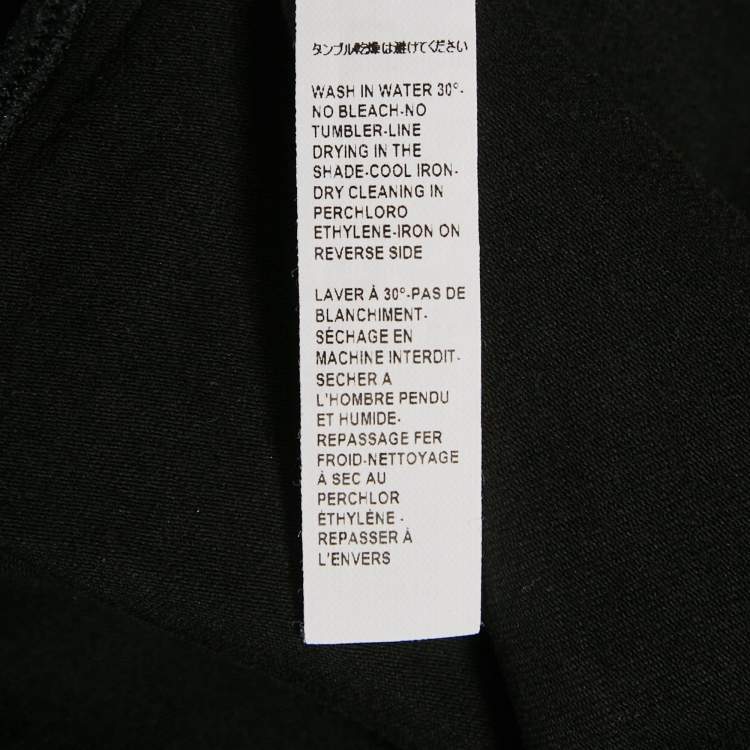 タンブル乾燥は避けてください
WASH IN WATER 30°-
NO BLEACH-NO
TUMBLER-LINE
DRYING IN THE
SHADE-COOL IRON-
DRY CLEANING IN
PERCHLORO
ETHYLENE-IRON ON
REVERSE SIDE
LAVER À 30°-PAS DE
BLANCHIMENT-
SÉCHAGE EN
MACHINE INTERDIT-
SECHER A
L'HOMBRE PENDU
ET HUMIDE-
REPASSAGE FER
FROID-NETTOYAGE
À SEC AU
PERCHLOR
ÉTHYLÈNE -
REPASSER À
L'ENVERS